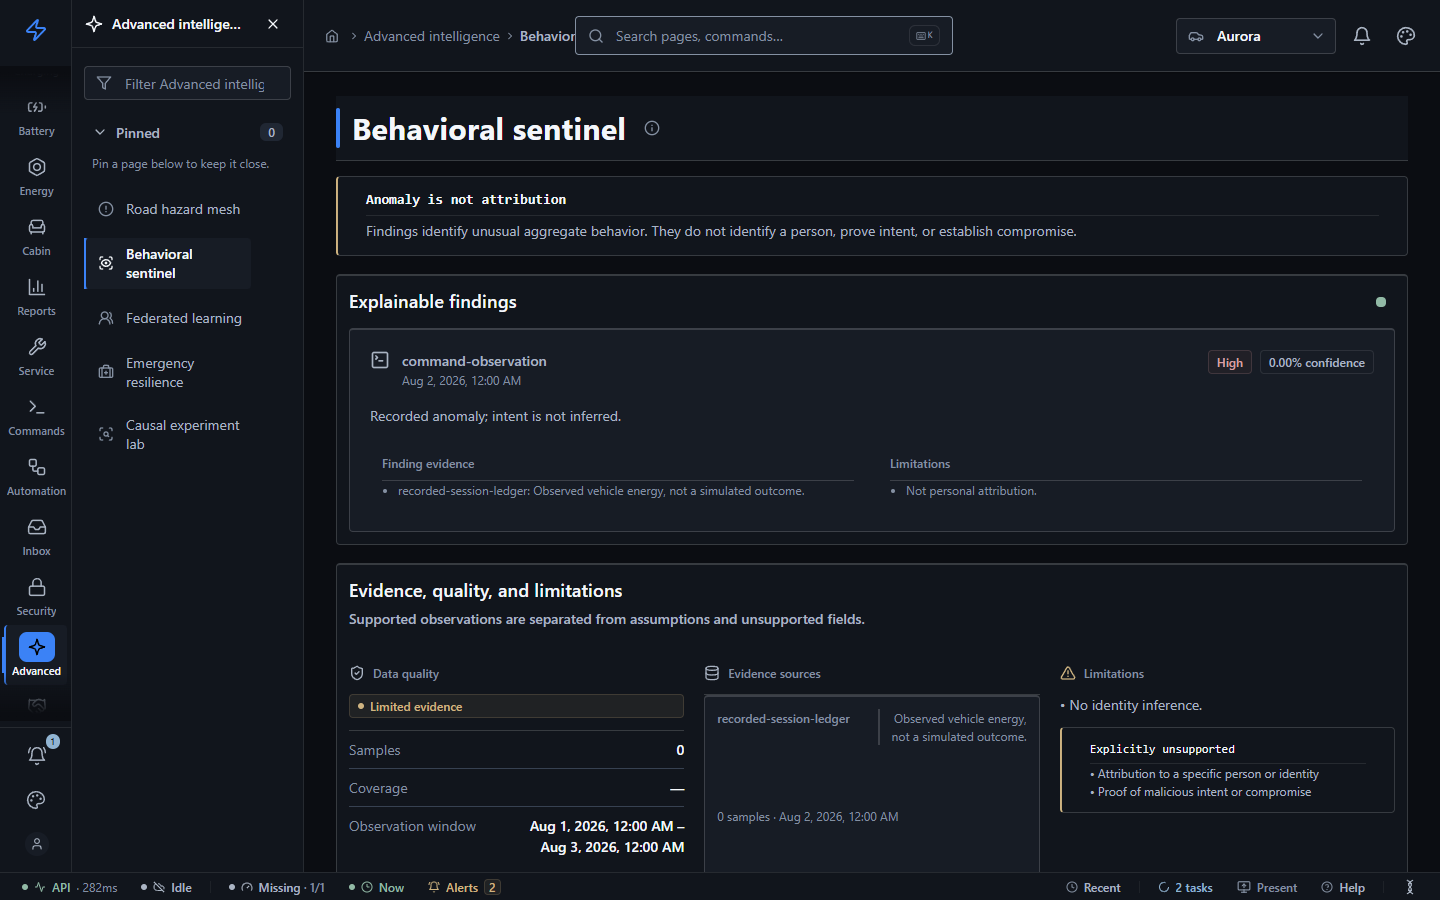 Advanced intellige...
Advanced intelligence
Behavior
Search pages, commands...
K
Aurora
Battery
Energy
Cabin
Reports
Service
Commands
Automation
Inbox
Security
Advanced
1
Filter Advanced intellig
Pinned
0
Pin a page below to keep it close.
Road hazard mesh
Behavioral
sentinel
Federated learning
Emergency
resilience
Causal experiment
lab
Behavioral sentinel
Anomaly is not attribution
Findings identify unusual aggregate behavior. They do not identify a person, prove intent, or establish compromise.
Explainable findings
command-observation
Aug 2, 2026, 12:00 AM
High
0.00% confidence
Recorded anomaly; intent is not inferred.
Finding evidence
• recorded-session-ledger: Observed vehicle energy, not a simulated outcome.
Limitations
• Not personal attribution.
Evidence, quality, and limitations
Supported observations are separated from assumptions and unsupported fields.
Data quality
Limited evidence
Samples 0
Coverage —
Observation window Aug 1, 2026, 12:00 AM –
Aug 3, 2026, 12:00 AM
Evidence sources
recorded-session-ledger
Observed vehicle energy,
not a simulated outcome.
0 samples · Aug 2, 2026, 12:00 AM
Limitations
• No identity inference.
Explicitly unsupported
• Attribution to a specific person or identity
• Proof of malicious intent or compromise
API · 282ms
Idle
Missing · 1/1
Now
Alerts 2
Recent
2 tasks
Present
Help